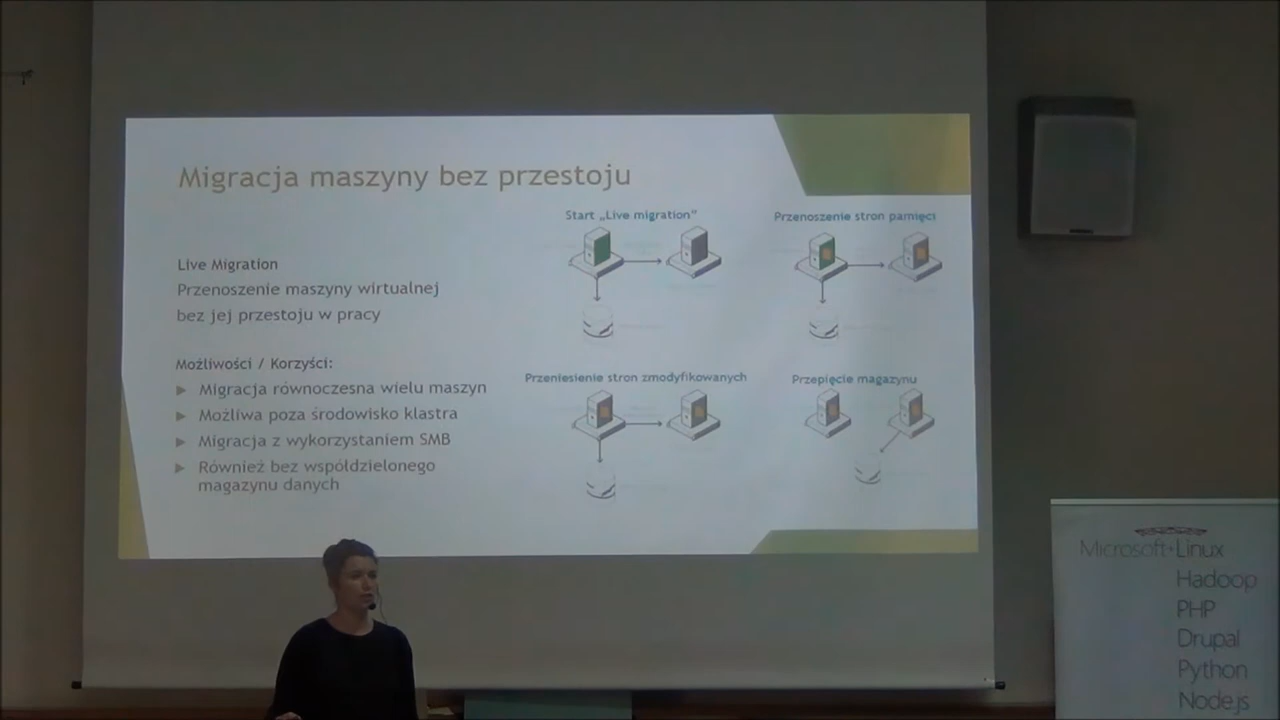 Migracja maszyny bez przestoju
Live Migration
Przenoszenie maszyny wirtualnej
bez jej przestoju w pracy
Możliwości / Korzyści:
Migracja równoczesna wielu maszyn
Możliwa poza środowisko klastra
Migracja z wykorzystaniem SMB
Również bez współdzielonego
magazynu danych
Start „Live migration”
Przenoszenie stron pamięci
Przeniesienie stron zmodyfikowanych
Przepięcie magazynu
Microsoft+Linux
Hadoop
PHP
Drupal
Python
Node.js